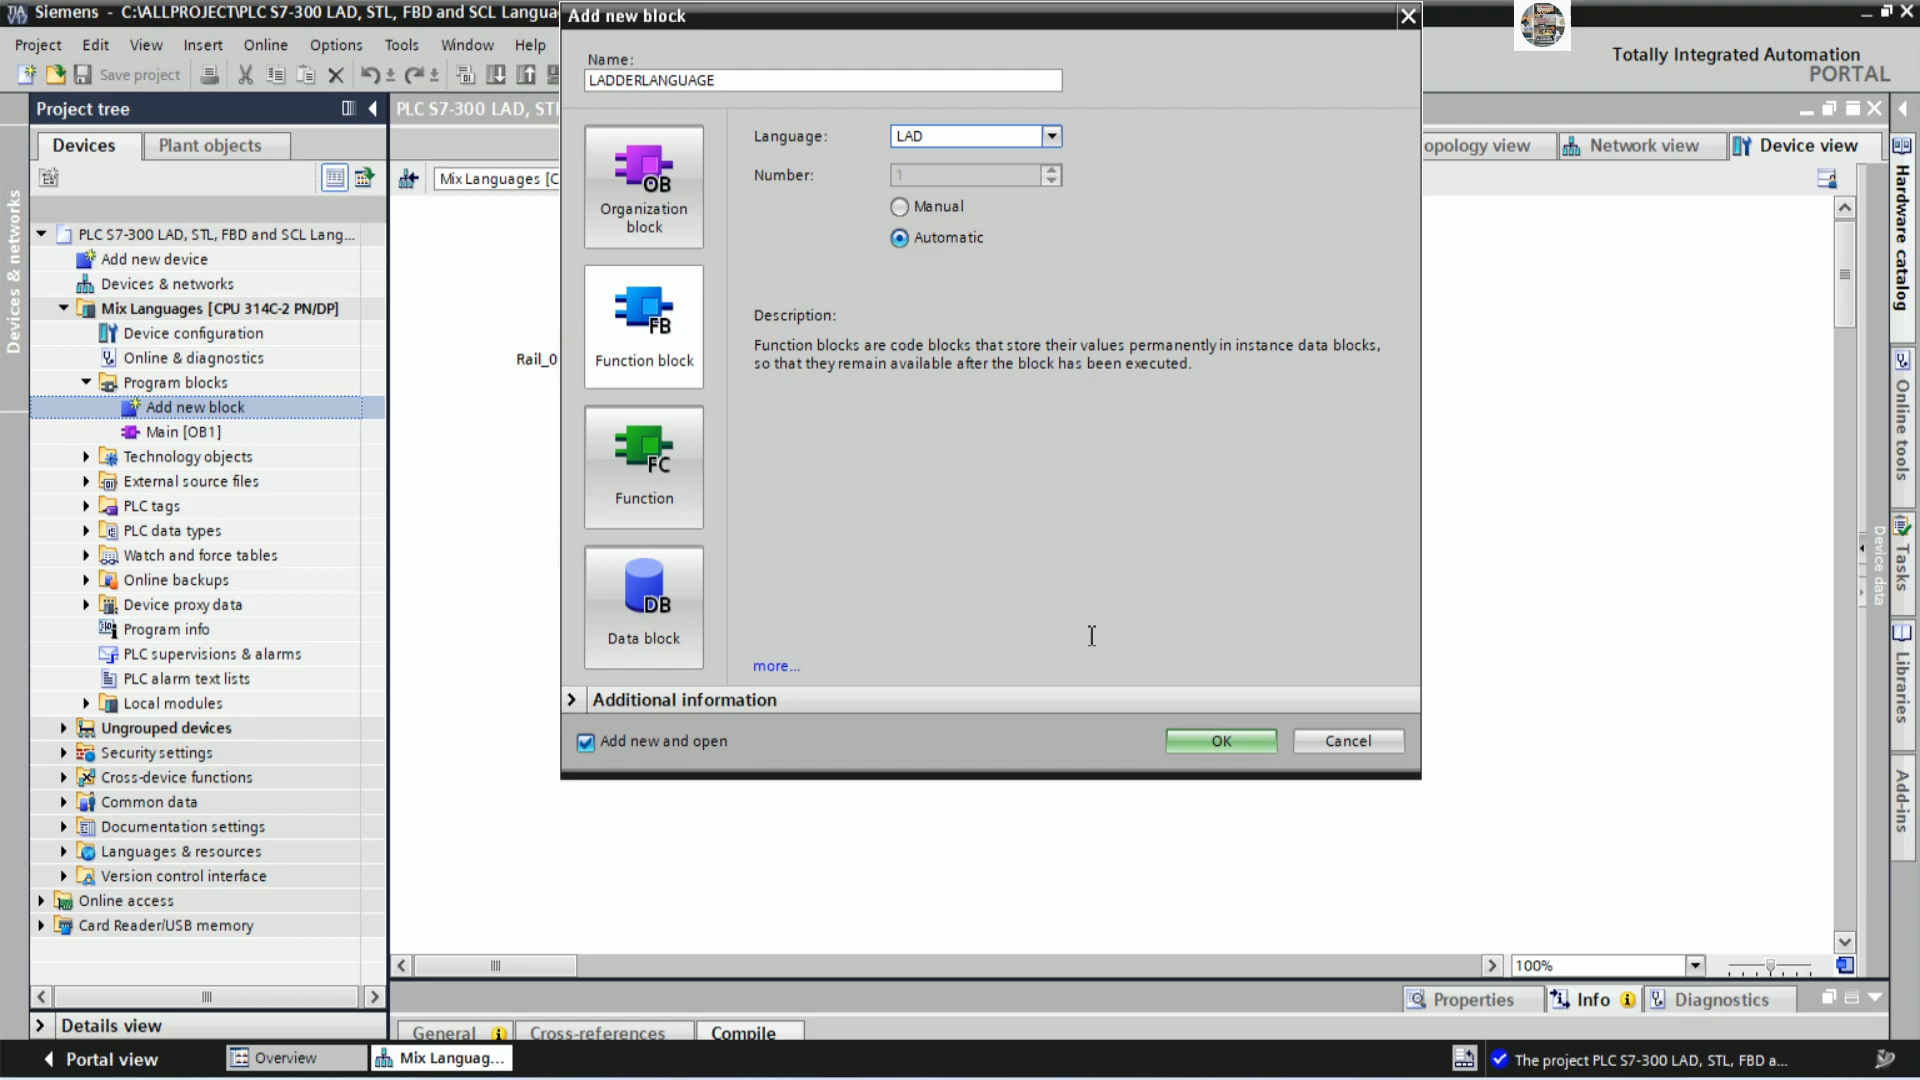 Siemens - C:\ALLPROJECT\PLC S7-300 LAD, STL, FBD and SCL Langua
Add new block
Project Edit View Insert Online Options Tools Window Help
Totally Integrated Automation
PORTAL
Save project
Name:
LADDERLANGUAGE
Project tree
PLC S7-300 LAD, STL
Devices
Plant objects
Language:
LAD
opology view
Network view
Device view
Mix Languages [C
Number:
1
Manual
Automatic
OB
Organization
block
FB
Function block
FC
Function
DB
Data block
Description:
Function blocks are code blocks that store their values permanently in instance data blocks,
so that they remain available after the block has been executed.
more...
Additional information
Add new and open
OK
Cancel
PLC S7-300 LAD, STL, FBD and SCL Lang...
Add new device
Devices & networks
Mix Languages [CPU 314C-2 PN/DP]
Device configuration
Online & diagnostics
Program blocks
Add new block
Main [OB1]
Technology objects
External source files
PLC tags
PLC data types
Watch and force tables
Online backups
Device proxy data
Program info
PLC supervisions & alarms
PLC alarm text lists
Local modules
Ungrouped devices
Security settings
Cross-device functions
Common data
Documentation settings
Languages & resources
Version control interface
Online access
Card Reader/USB memory
Details view
Devices & networks
Rail_0
Device data
Hardware catalog
Online tools
Tasks
Libraries
Add-ins
100%
Properties
Info
Diagnostics
General
Cross-references
Compile
Portal view
Overview
Mix Languag...
The project PLC S7-300 LAD, STL, FBD a...